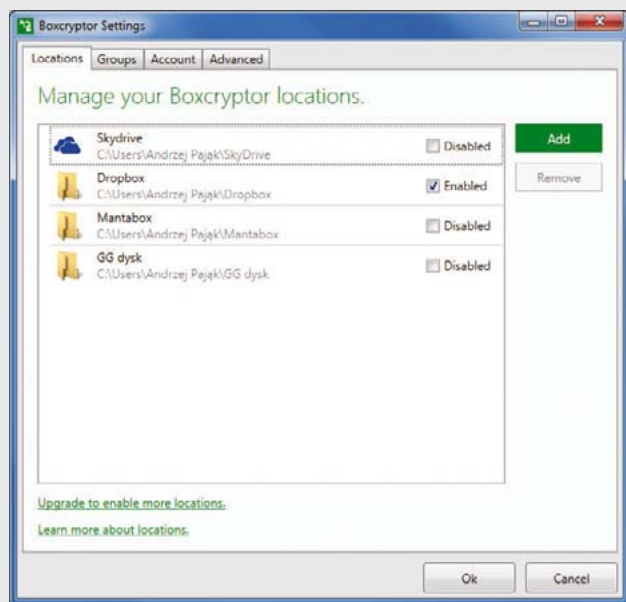 Boxcryptor Settings
Locations Groups Account Advanced
Manage your Boxcryptor locations.
Skydrive
C:\Users\Andrzej Pająk\SkyDrive
Disabled
Add
Dropbox
C:\Users\Andrzej Pająk\Dropbox
Enabled
Remove
Mantabox
C:\Users\Andrzej Pająk\Mantabox
Disabled
GG dysk
C:\Users\Andrzej Pająk\GG dysk
Disabled
Upgrade to enable more locations.
Learn more about locations.
Ok Cancel